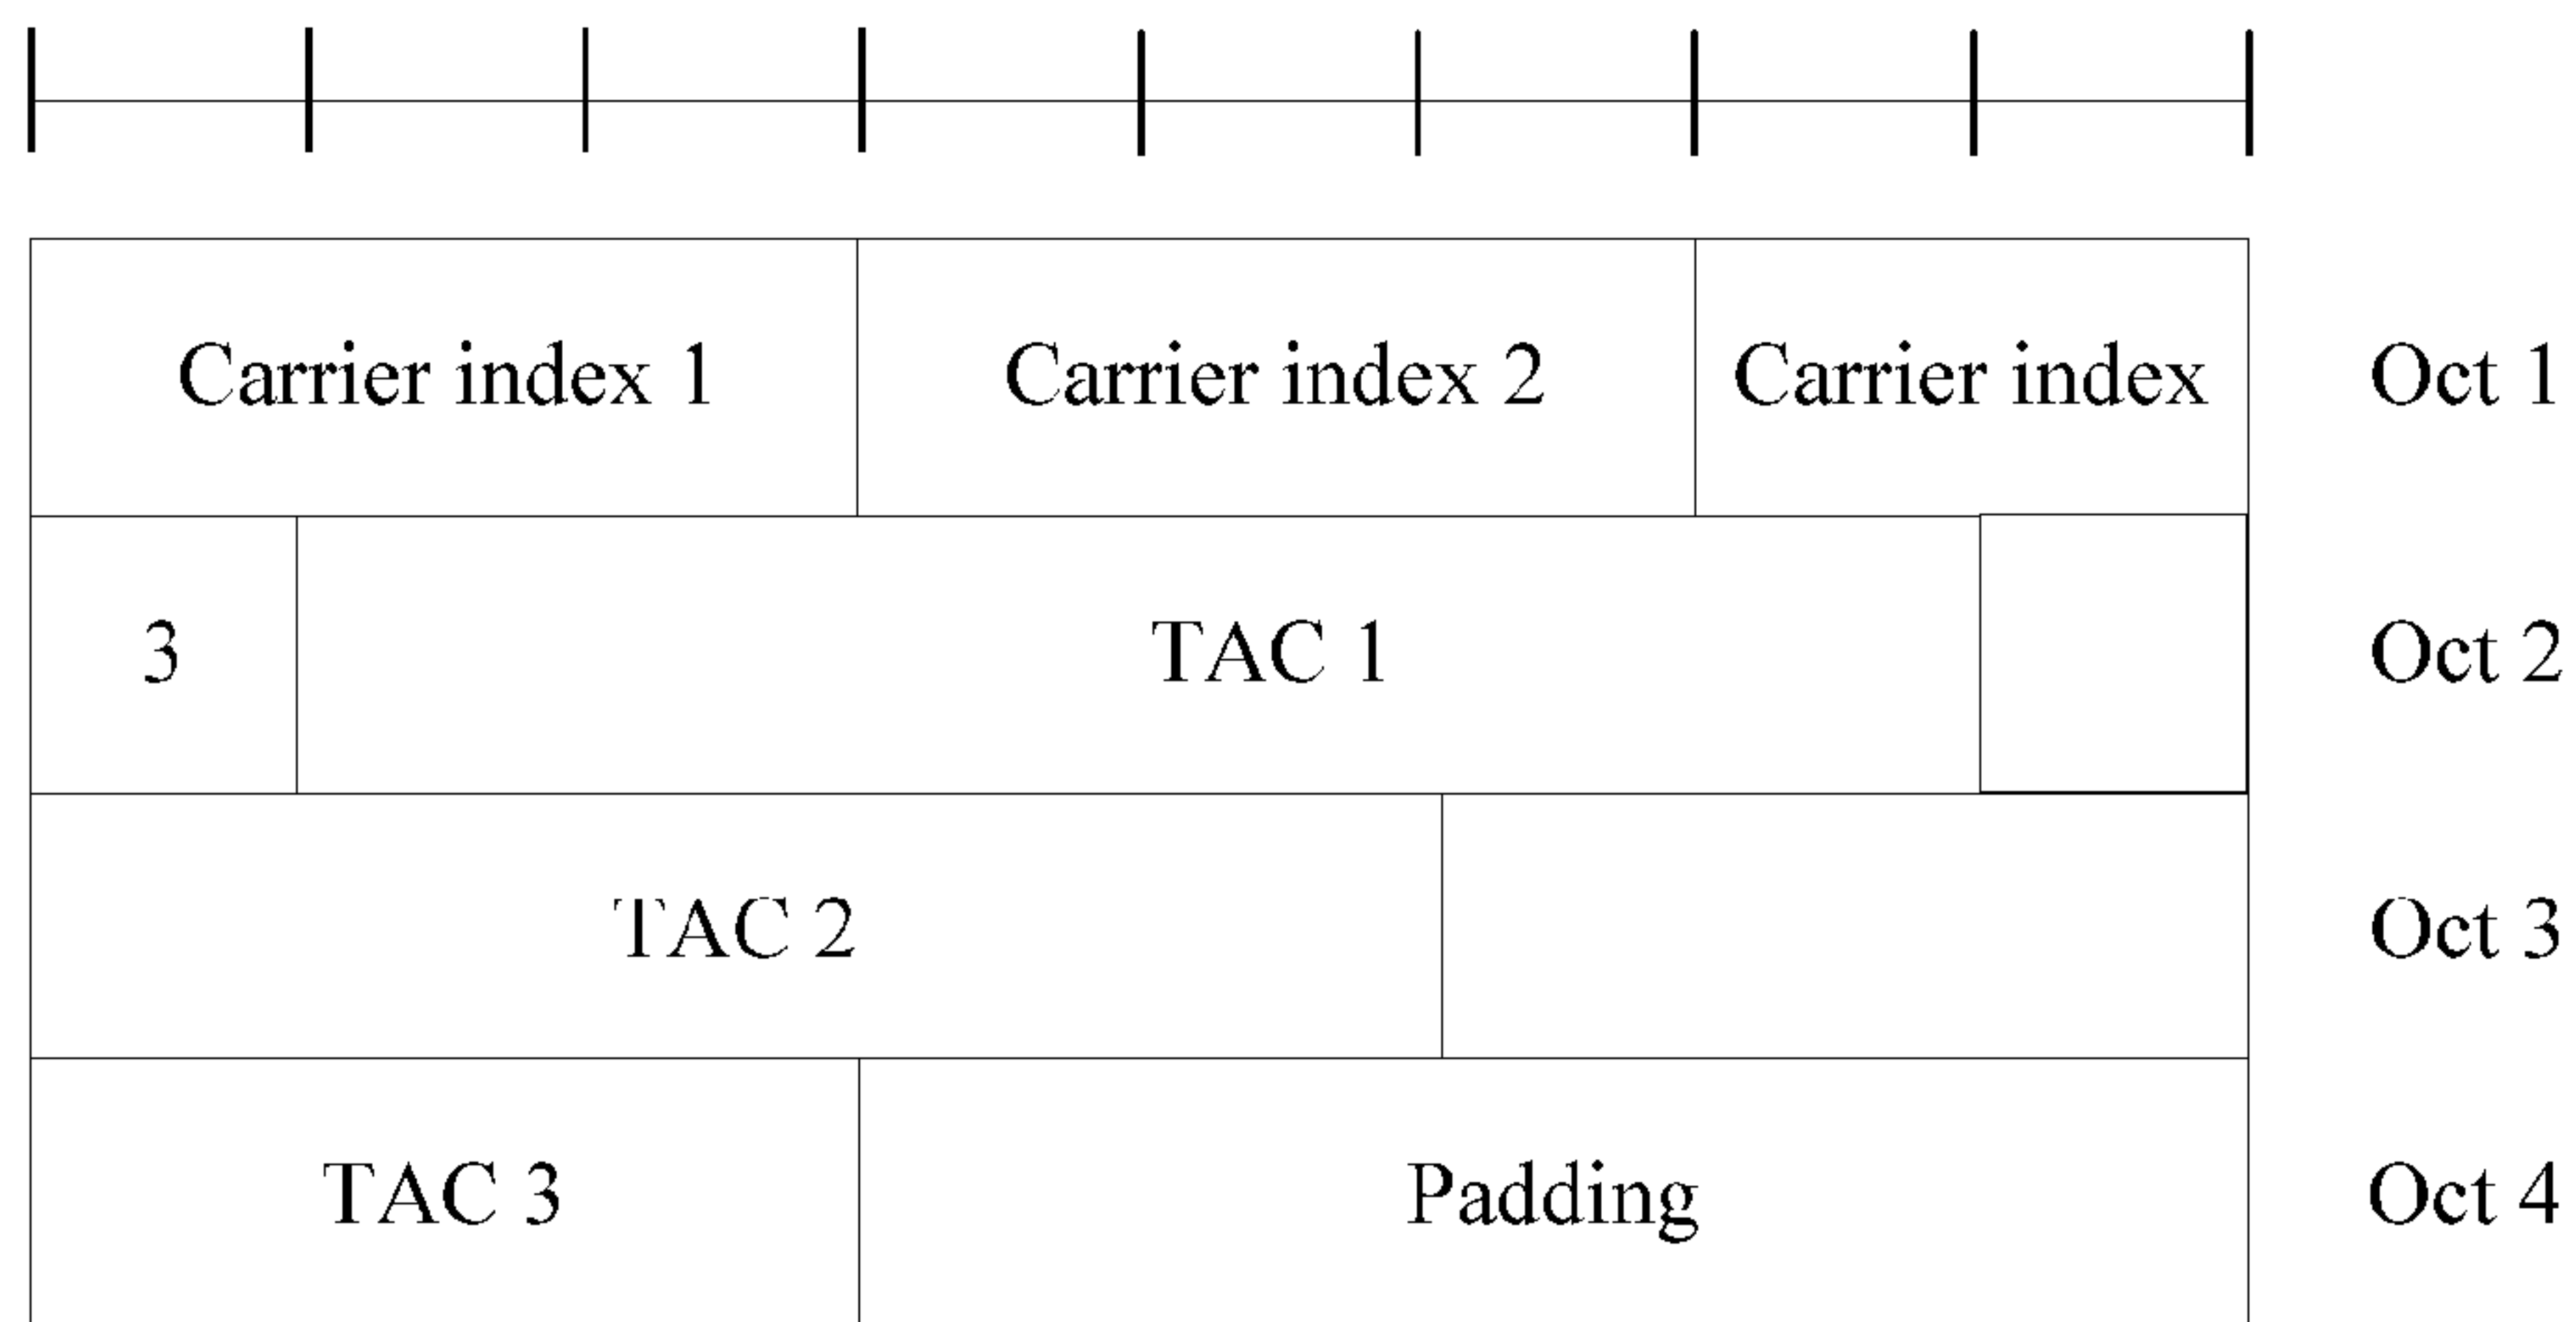 Carrier index 1 Carrier index 2 Carrier index Oct 1
3 TAC 1 Oct 2
TAC 2 Oct 3
TAC 3 Padding Oct 4